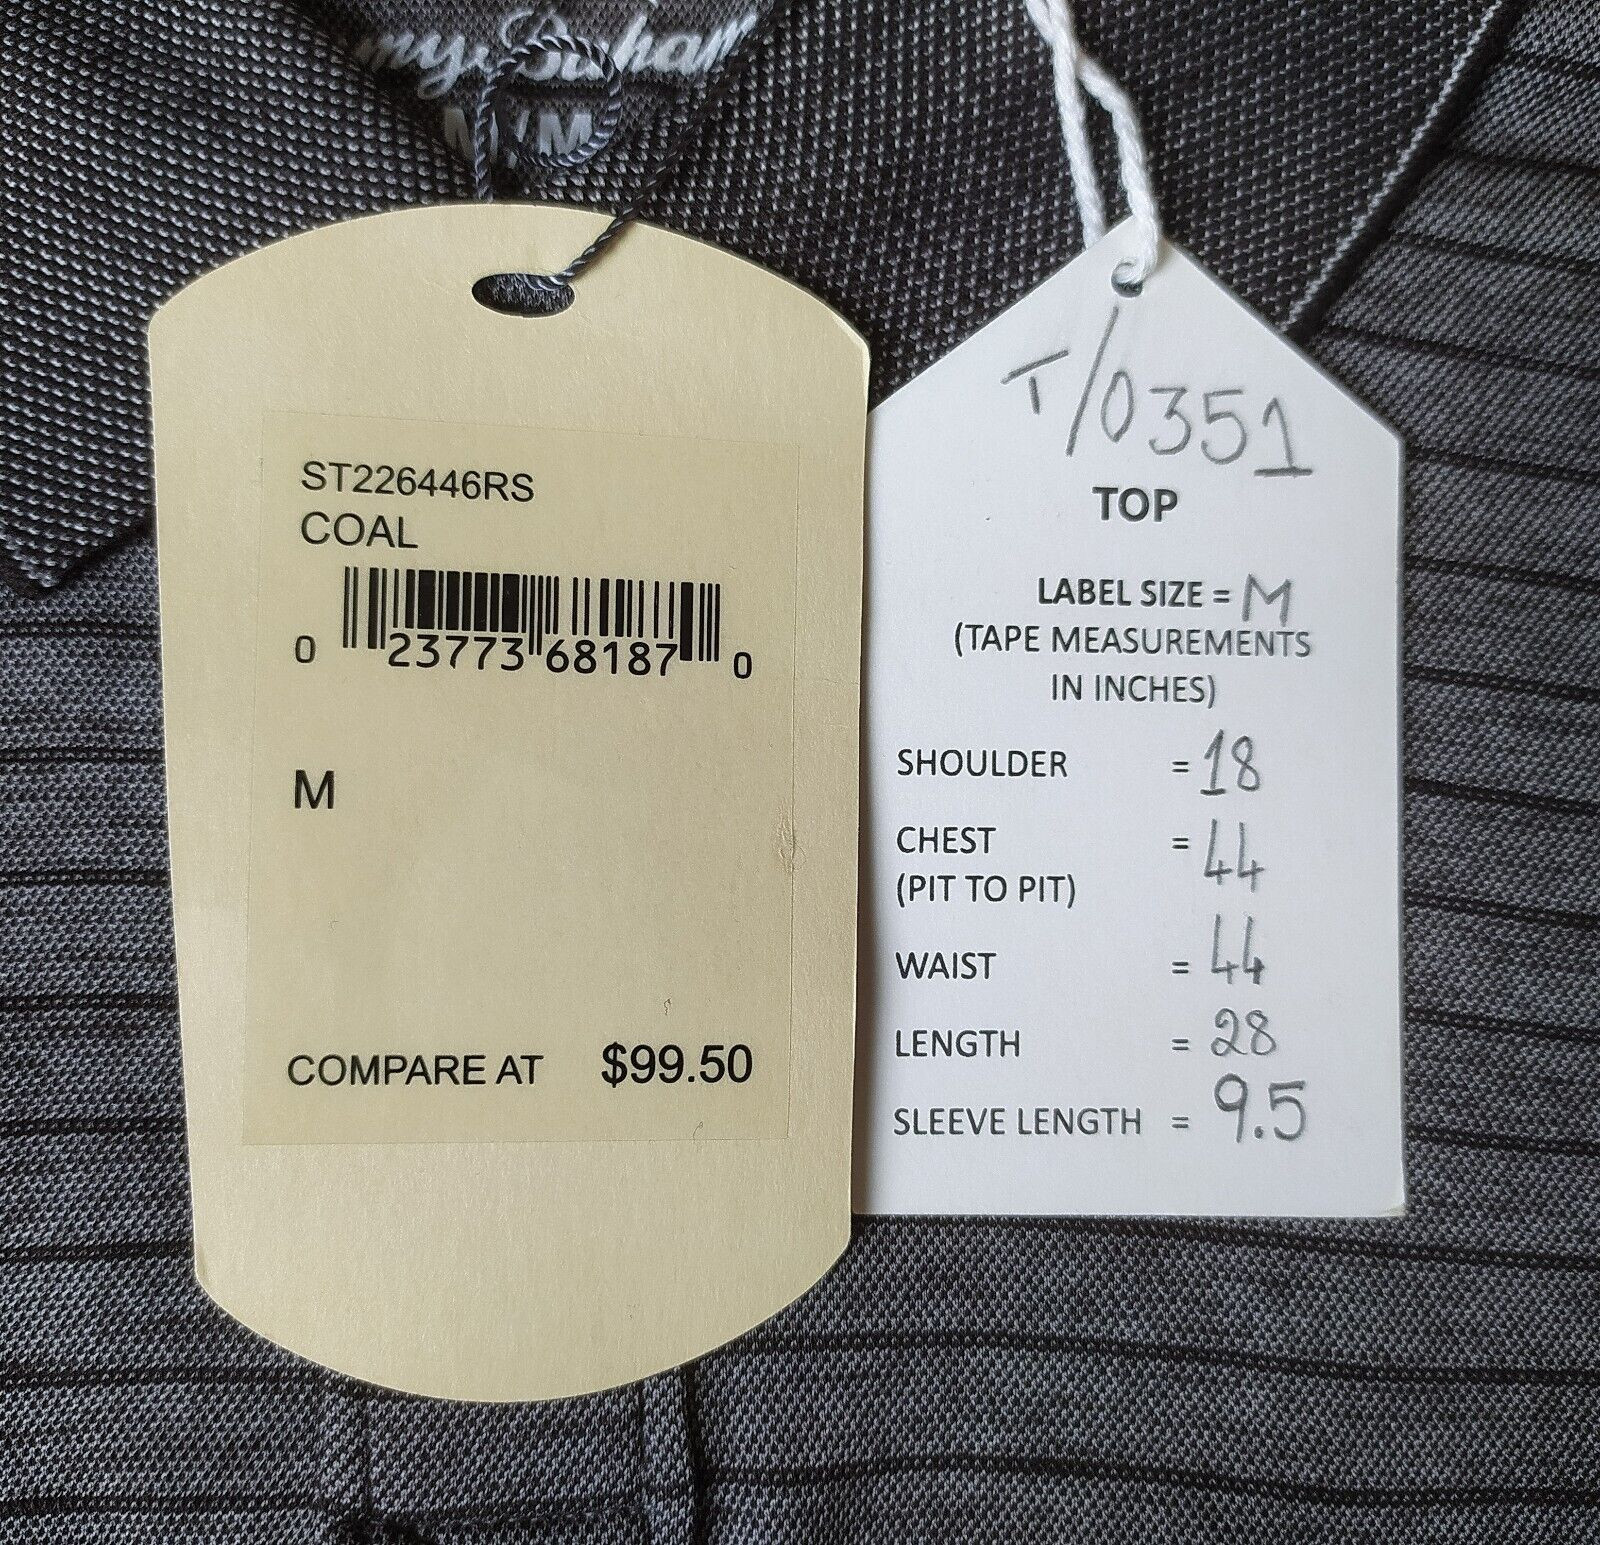 M/M
ST226446RS
COAL
0 23773 68187 0
M
COMPARE AT $99.50
T/0351
TOP
LABEL SIZE = M
(TAPE MEASUREMENTS
IN INCHES)
SHOULDER = 18
CHEST = 44
(PIT TO PIT)
WAIST = 44
LENGTH = 28
SLEEVE LENGTH = 9.5